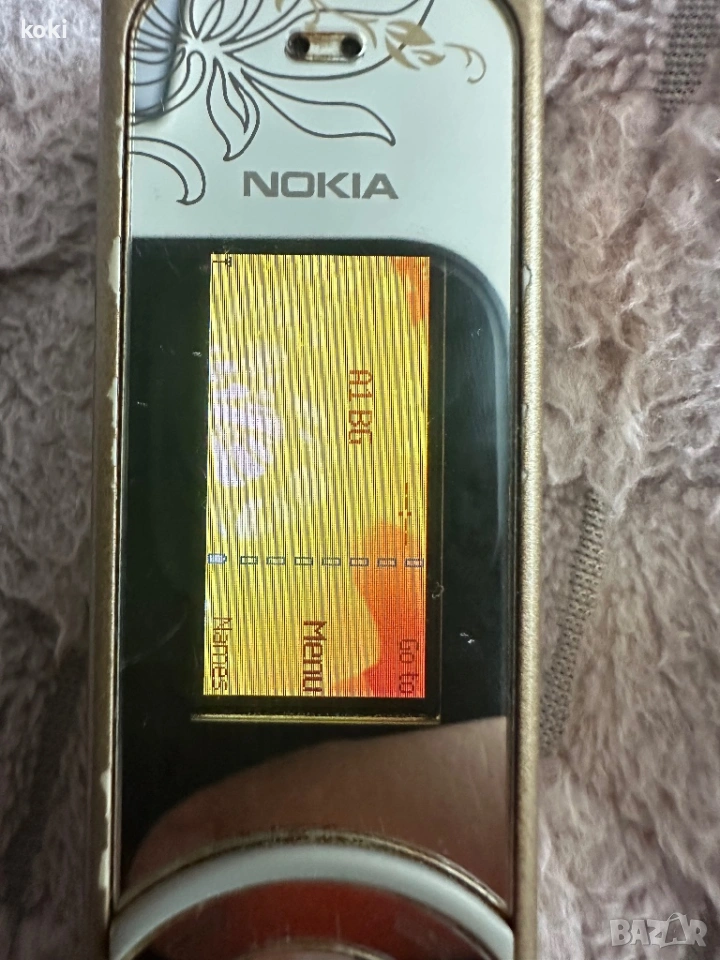 koki
NOKIA
A1 BG
--:--
Go to
Menu
Names
BAZAR